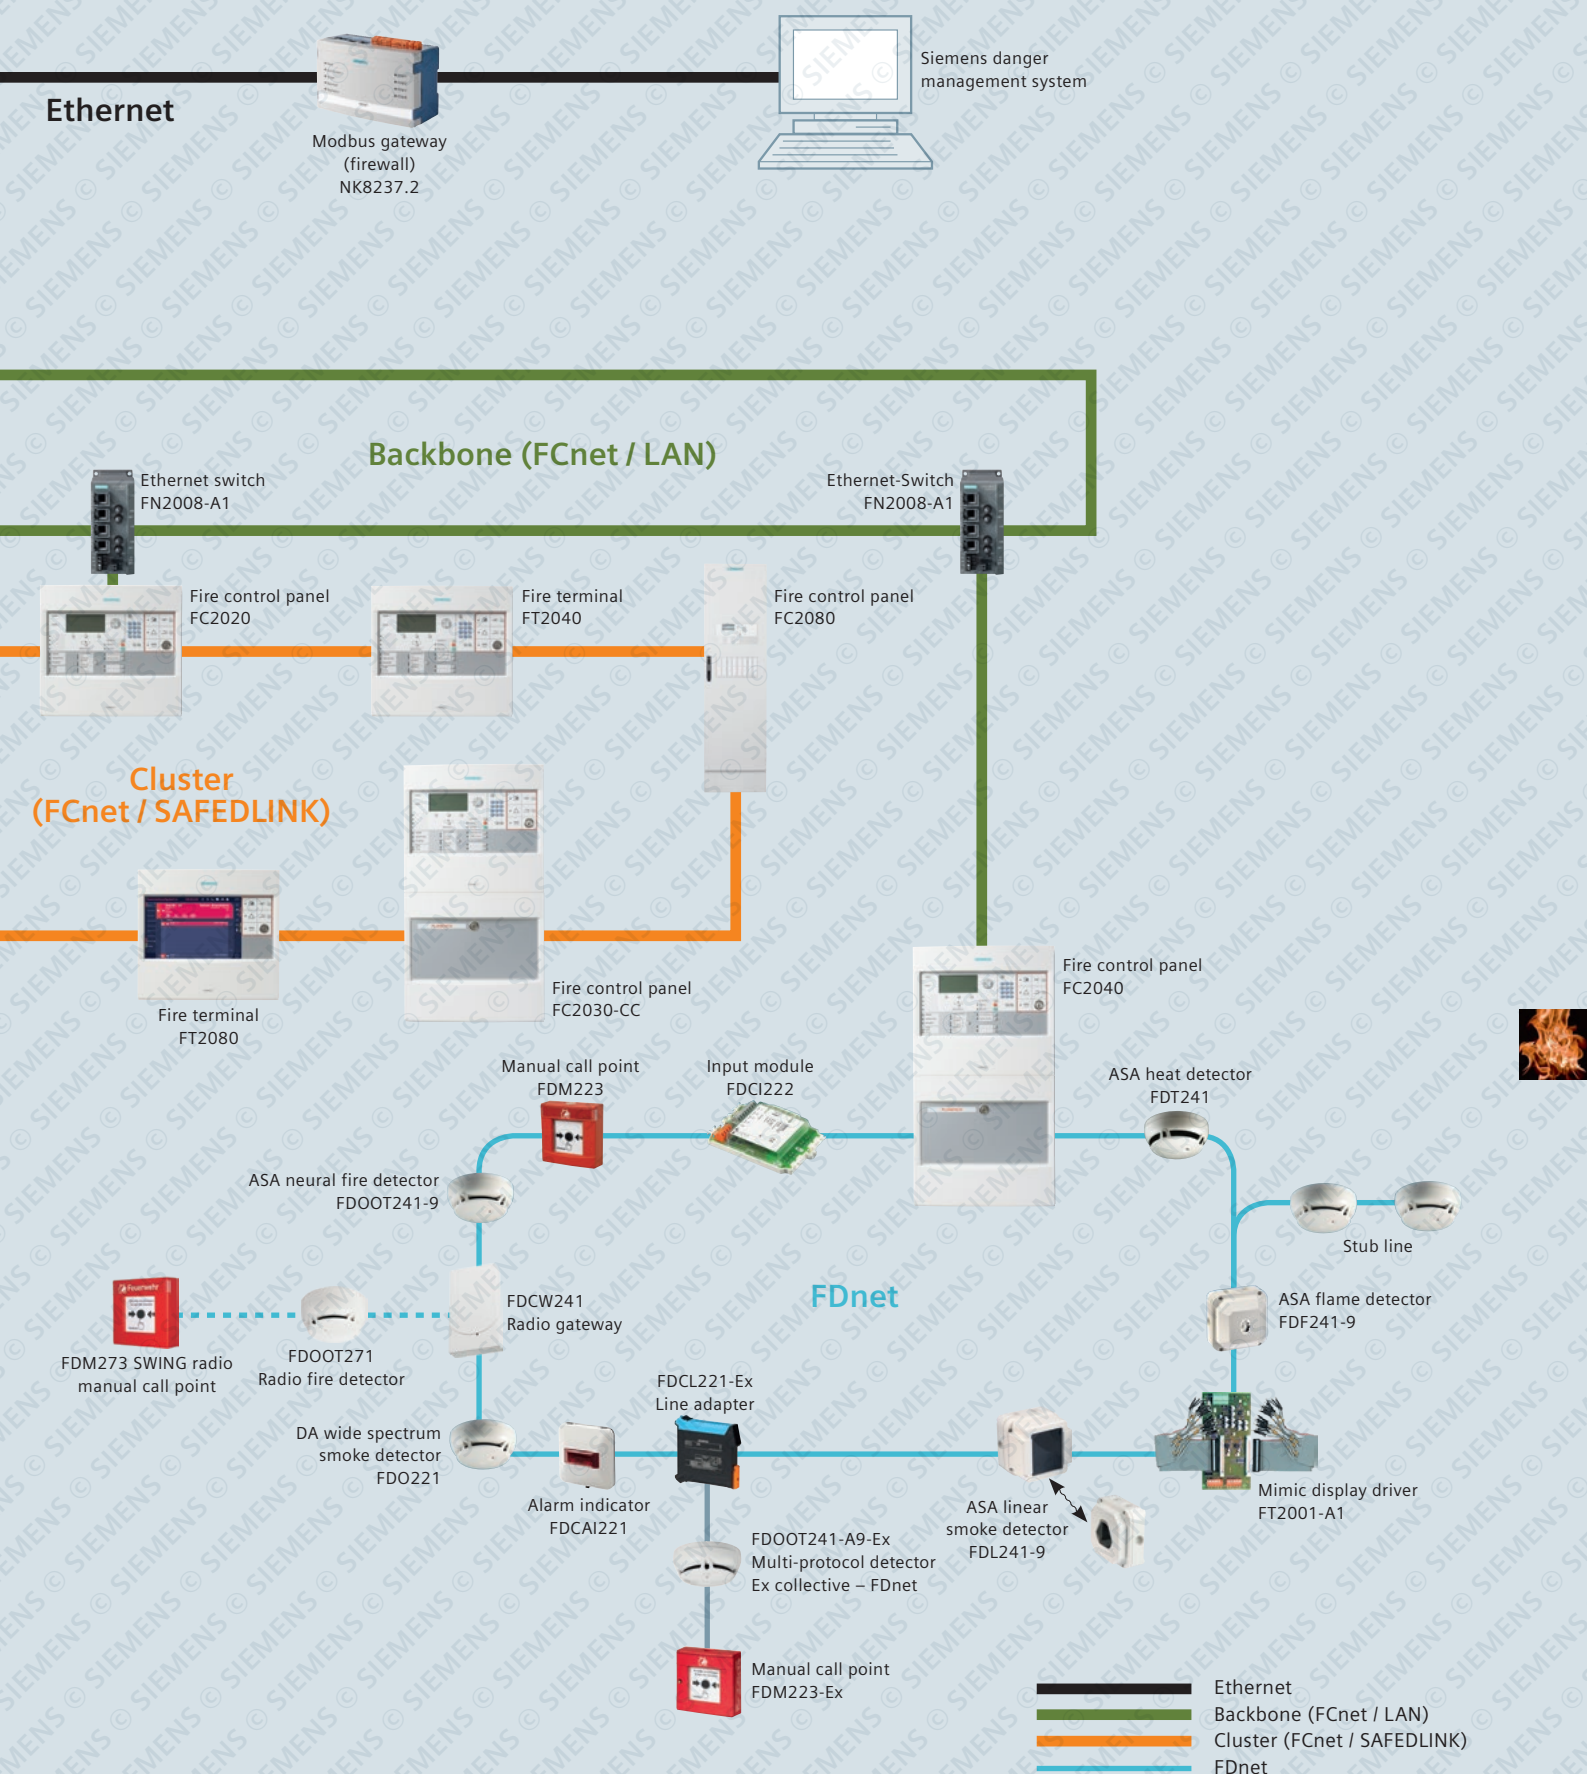 Siemens danger
management system
Ethernet
Modbus gateway
(firewall)
NK8237.2
Backbone (FCnet / LAN)
Ethernet switch
FN2008-A1
Ethernet-Switch
FN2008-A1
Fire control panel
FC2020
Fire terminal
FT2040
Fire control panel
FC2080
Cluster
(FCnet / SAFEDLINK)
Fire terminal
FT2080
Fire control panel
FC2030-CC
Fire control panel
FC2040
Manual call point
FDM223
Input module
FDCI222
ASA heat detector
FDT241
ASA neural fire detector
FDOOT241-9
Stub line
Feuerwehr
FDM273 SWING radio
manual call point
FDOOT271
Radio fire detector
FDCW241
Radio gateway
FDnet
ASA flame detector
FDF241-9
DA wide spectrum
smoke detector
FDO221
Alarm indicator
FDCAI221
FDCL221-Ex
Line adapter
ASA linear
smoke detector
FDL241-9
Mimic display driver
FT2001-A1
FDOOT241-A9-Ex
Multi-protocol detector
Ex collective – FDnet
Manual call point
FDM223-Ex
Ethernet
Backbone (FCnet / LAN)
Cluster (FCnet / SAFEDLINK)
FDnet
© SIEMENS